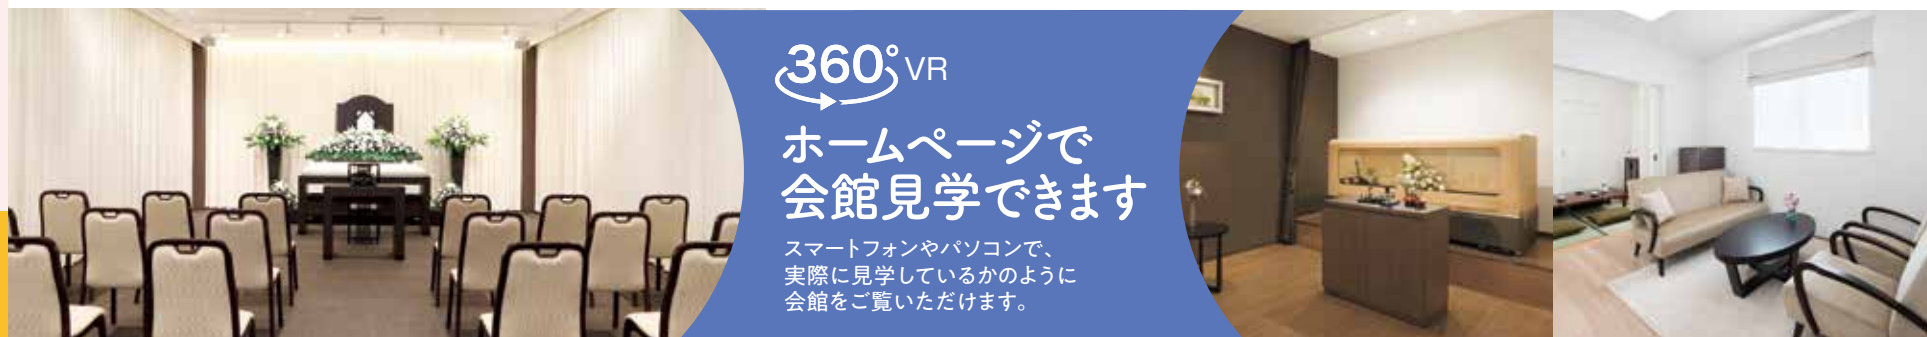 360° VR
ホームページで
会館見学できます
スマートフォンやパソコンで、
実際に見学しているかのように
会館をご覧いただけます。